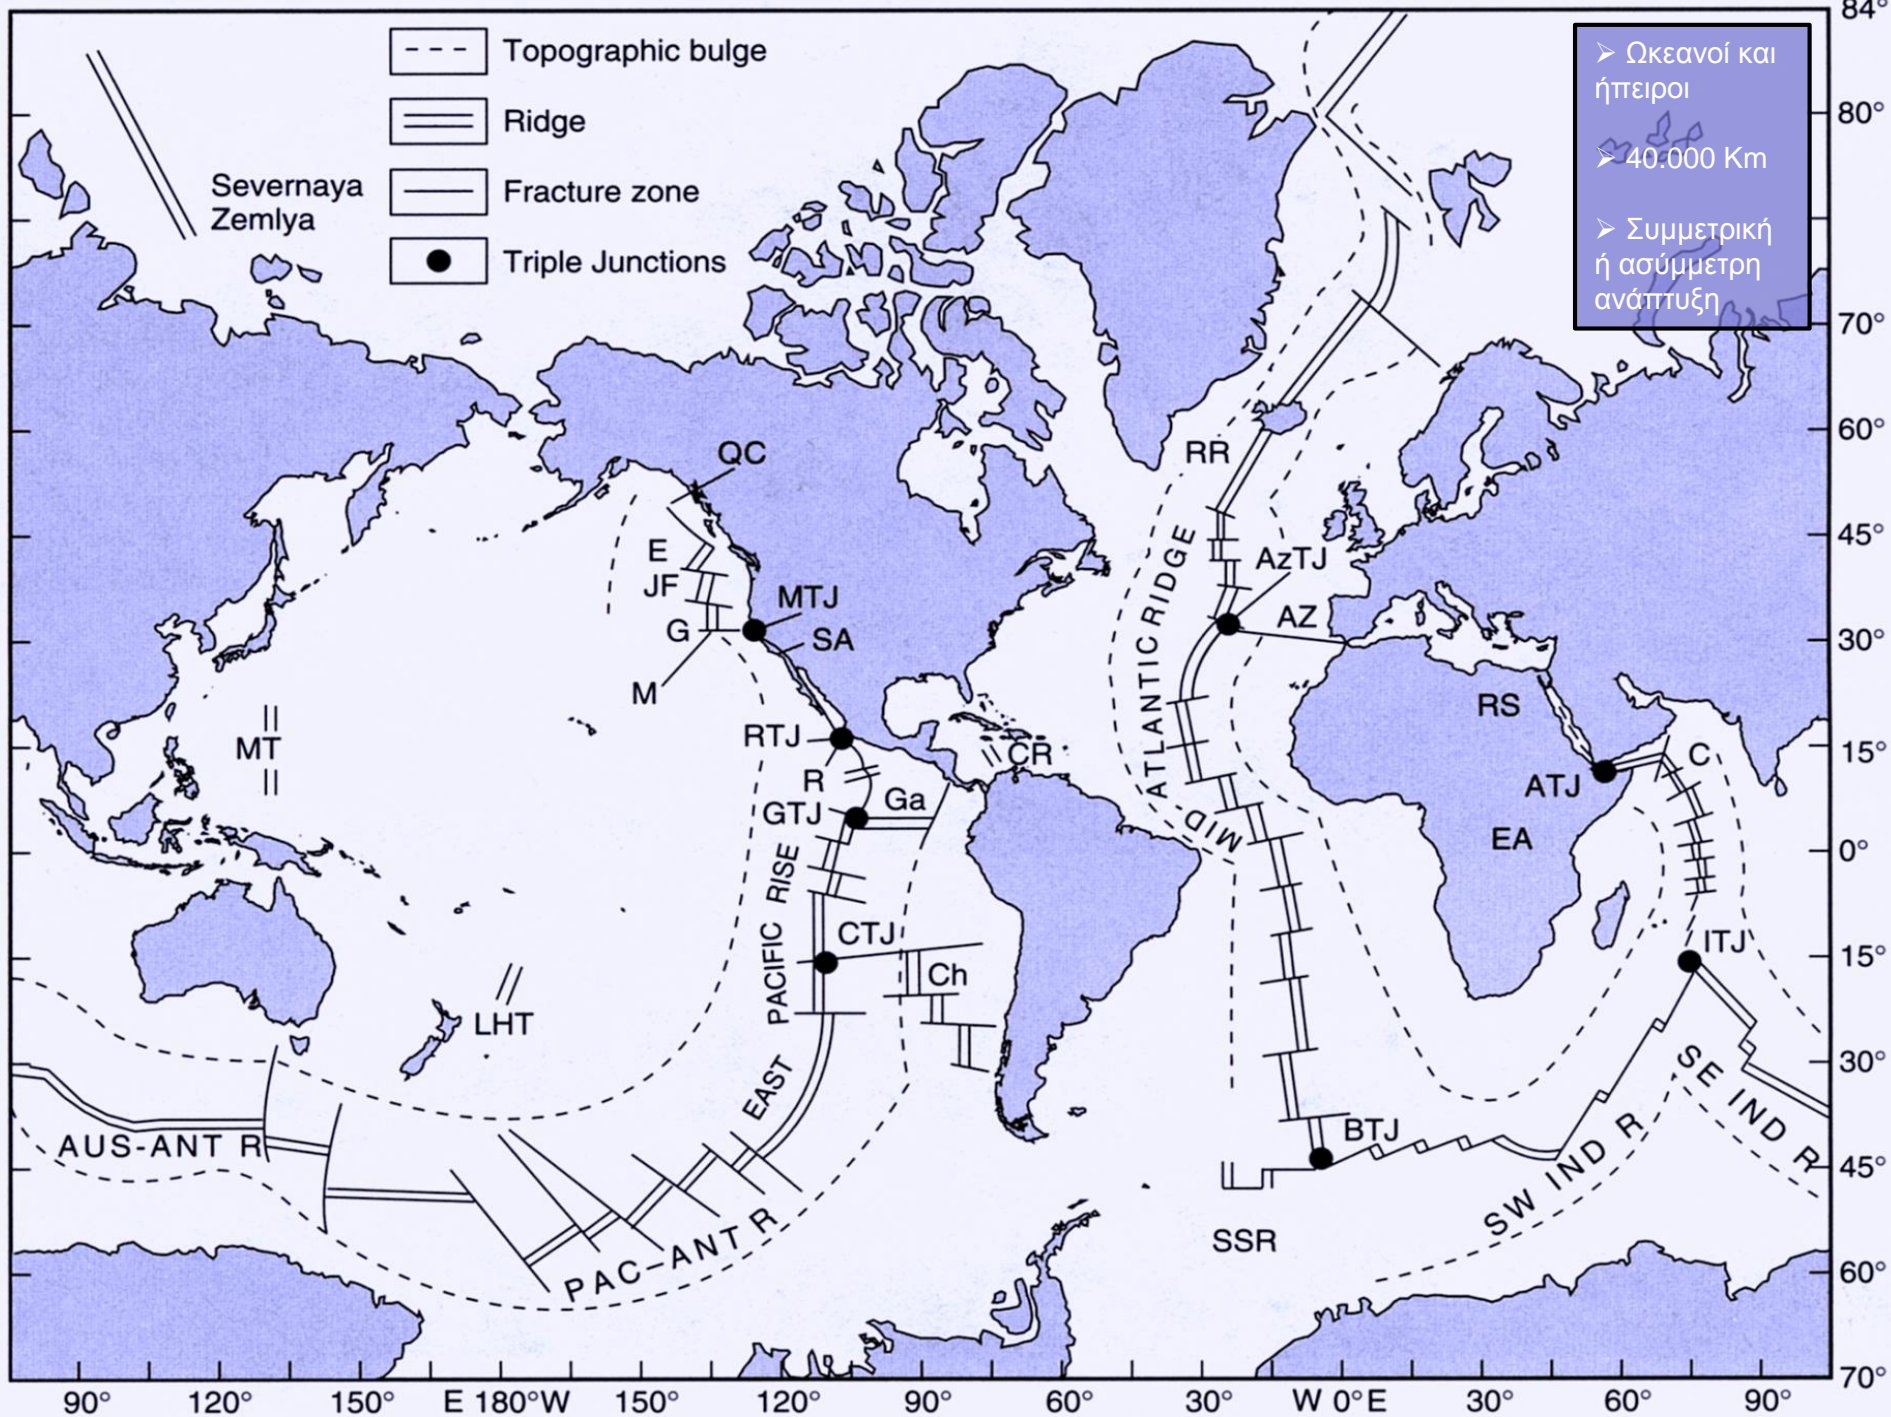 Topographic bulge
Ridge
Fracture zone
Triple Junctions
Severnaya
Zemlya
➢ Ωκεανοί και
ήπειροι
➢ 40.000 Km
➢ Συμμετρική
ή ασύμμετρη
ανάπτυξη
84°
80°
70°
60°
45°
30°
15°
0°
15°
30°
45°
60°
70°
QC
E
JF
G
M
MTJ
SA
MT
RTJ
R
GTJ
Ga
CR
RR
MID ATLANTIC RIDGE
AzTJ
AZ
RS
ATJ
C
EA
ITJ
EAST PACIFIC RISE
CTJ
Ch
LHT
AUS-ANT R
PAC-ANT R
BTJ
SSR
SW IND R
SE IND R
90°
120°
150°
E 180° W
150°
120°
90°
60°
30°
W 0° E
30°
60°
90°